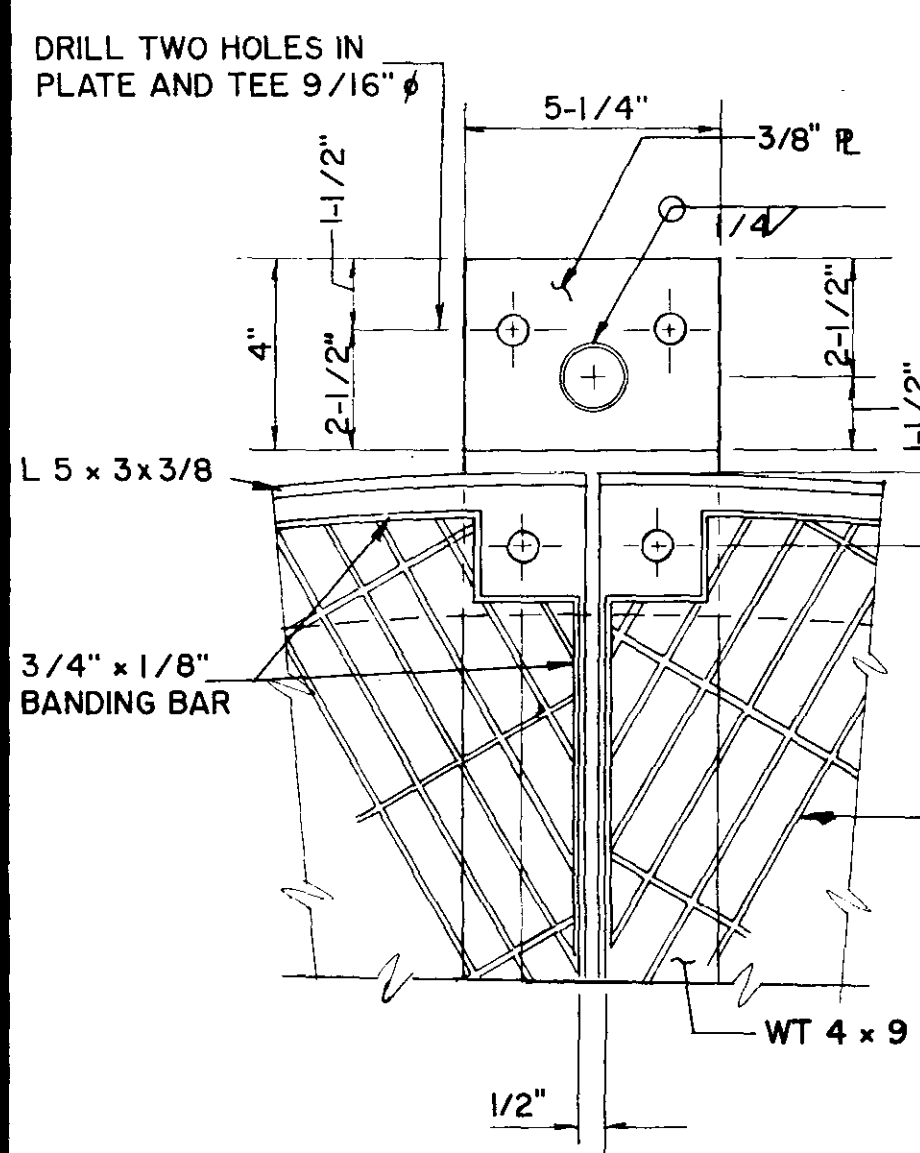 DRILL TWO HOLES IN
PLATE AND TEE 9/16" ϕ
5-1/4"
3/8" ℞
1/4
1-1/2"
4"
2-1/2"
2-1/2"
1-1/2"
L 5 x 3 x 3/8
3/4" x 1/8"
BANDING BAR
WT 4 x 9
1/2"